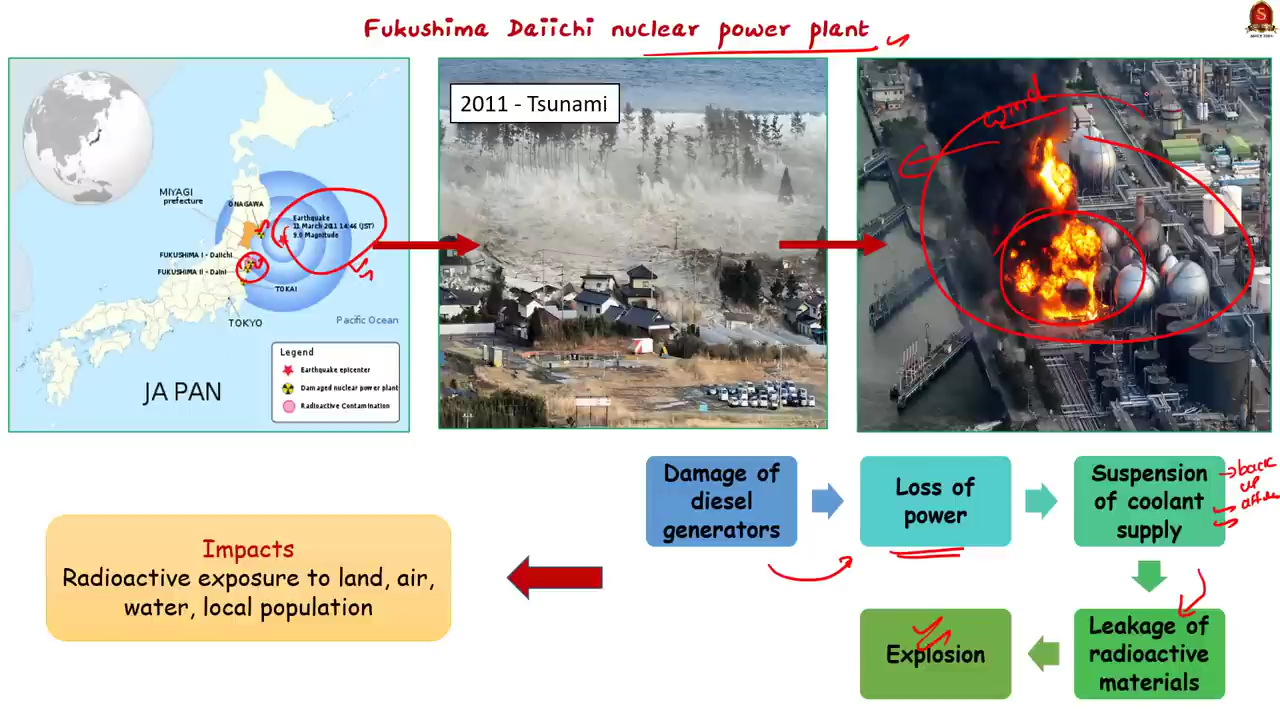 Fukushima Daiichi nuclear power plant
MIYAGI
prefecture
ONAGAWA
Earthquake
11 March 2011 14:46 (JST)
9.0 Magnitude
FUKUSHIMA I - Daiichi
FUKUSHIMA II - Daini
TOKAI
TOKYO
Pacific Ocean
JAPAN
Legend
Earthquake epicenter
Damaged nuclear power plant
Radioactive Contamination
2011 - Tsunami
wind
S
Damage of
diesel
generators
Loss of
power
Suspension
of coolant
supply
back
up
Leakage of
radioactive
materials
Explosion
Impacts
Radioactive exposure to land, air,
water, local population